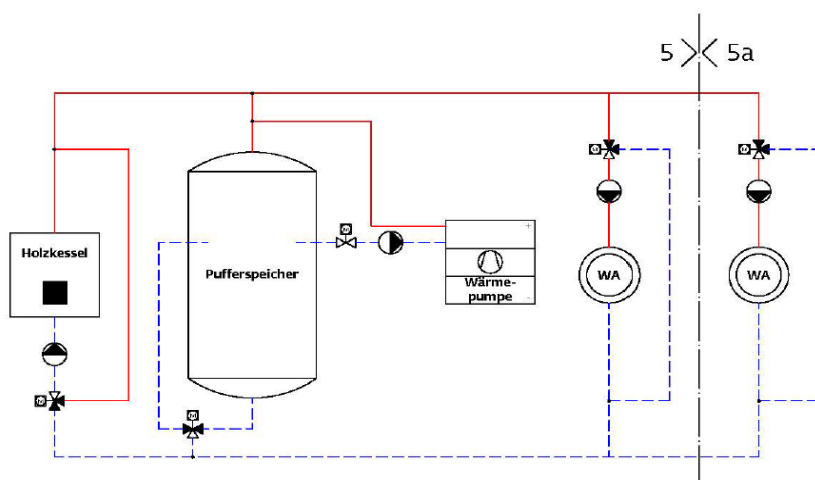 5 5a
M M
Holzkessel
Pufferspeicher
M
+
Wärme-
pumpe
-
WA WA
M
M